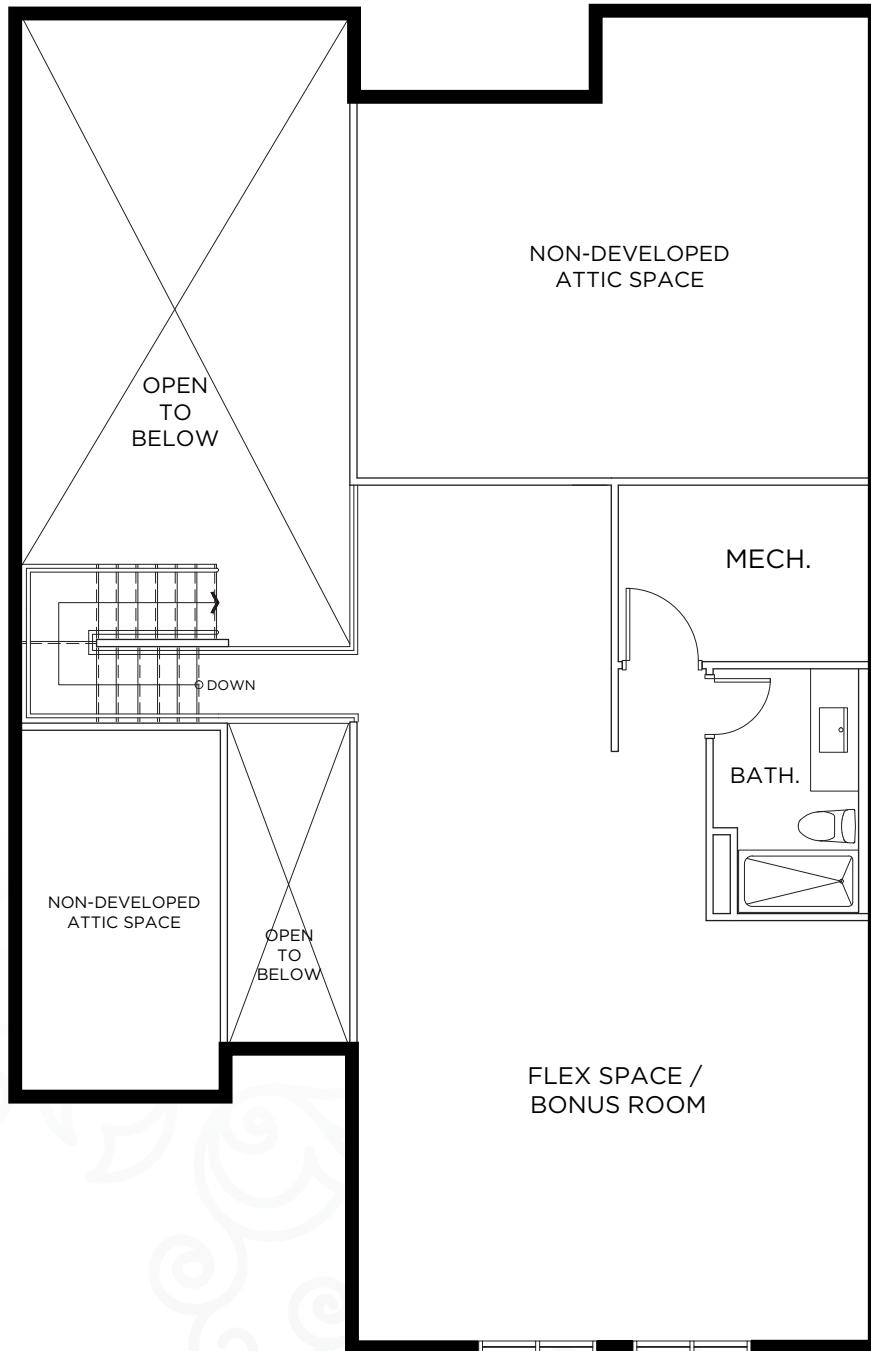 NON-DEVELOPED
ATTIC SPACE
OPEN
TO
BELOW
MECH.
DOWN
BATH.
NON-DEVELOPED
ATTIC SPACE
OPEN
TO
BELOW
FLEX SPACE /
BONUS ROOM